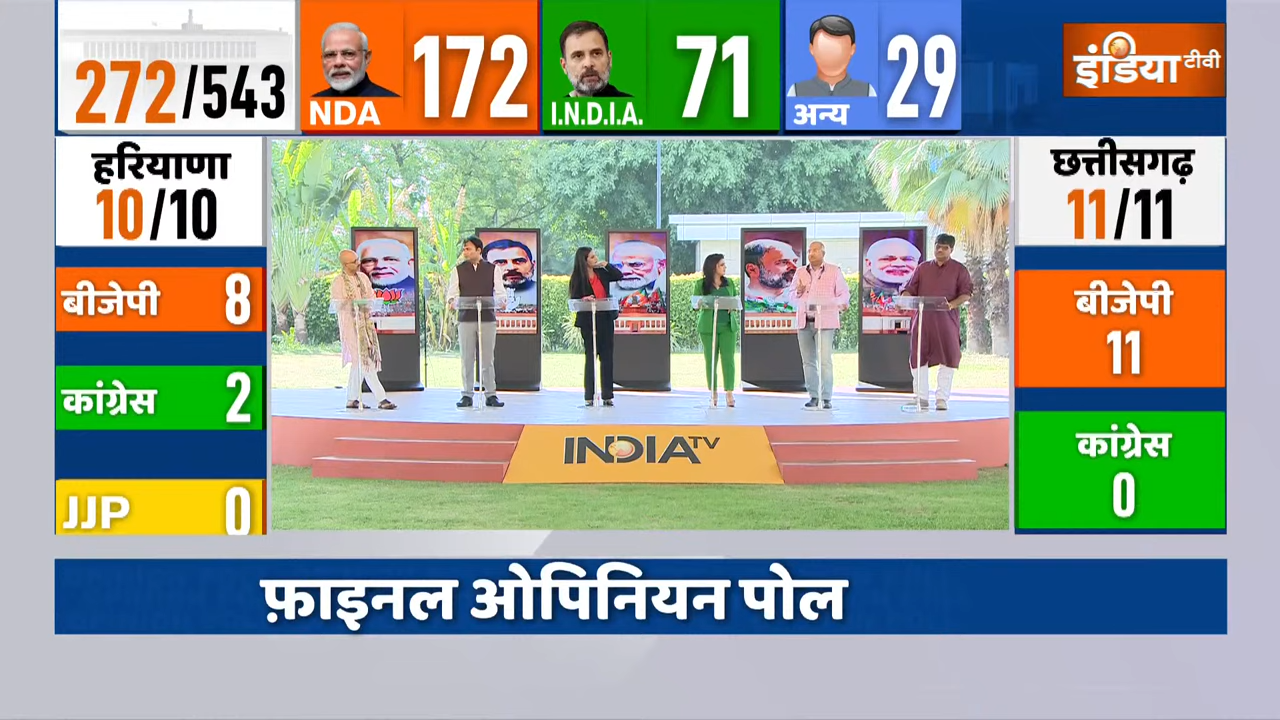 272/543
NDA
172
I.N.D.I.A.
71
अन्य
29
इंडिया टीवी
हरियाणा
10/10
बीजेपी 8
कांग्रेस 2
JJP 0
छत्तीसगढ़
11/11
बीजेपी
11
कांग्रेस
0
INDIA TV
फ़ाइनल ओपिनियन पोल